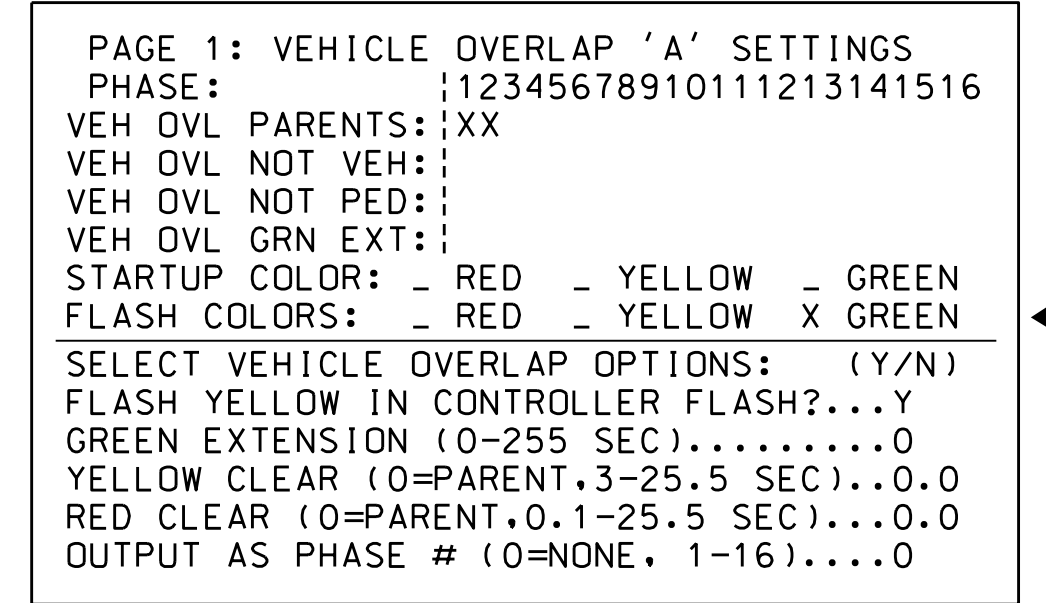 PAGE 1: VEHICLE OVERLAP 'A' SETTINGS
PHASE: ¦12345678910111213141516
VEH OVL PARENTS:¦XX
VEH OVL NOT VEH:¦
VEH OVL NOT PED:¦
VEH OVL GRN EXT:¦
STARTUP COLOR: _ RED _ YELLOW _ GREEN
FLASH COLORS: _ RED _ YELLOW X GREEN
SELECT VEHICLE OVERLAP OPTIONS: (Y/N)
FLASH YELLOW IN CONTROLLER FLASH?...Y
GREEN EXTENSION (0-255 SEC).........0
YELLOW CLEAR (0=PARENT,3-25.5 SEC)..0.0
RED CLEAR (0=PARENT,0.1-25.5 SEC)...0.0
OUTPUT AS PHASE # (0=NONE, 1-16)....0